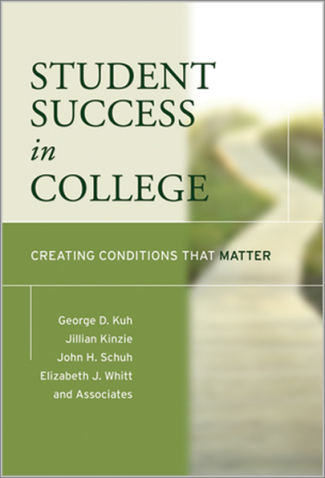 STUDENT
SUCCESS
in
COLLEGE
CREATING CONDITIONS THAT MATTER
George D. Kuh
Jillian Kinzie
John H. Schuh
Elizabeth J. Whitt
and Associates